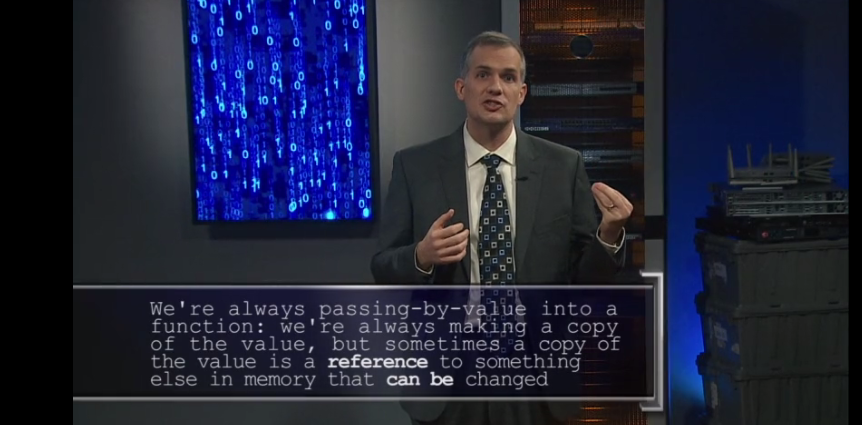 We're always passing-by-value into a
function: we're always making a copy
of the value, but sometimes a copy of
the value is a reference to something
else in memory that can be changed